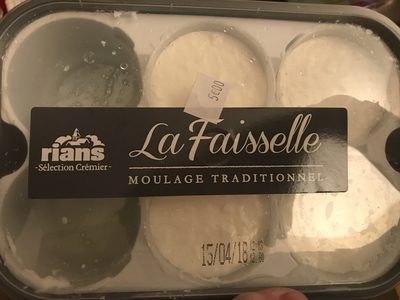 5€00
rians
- Sélection Crémier -
La Faisselle
MOULAGE TRADITIONNEL
15/04/18